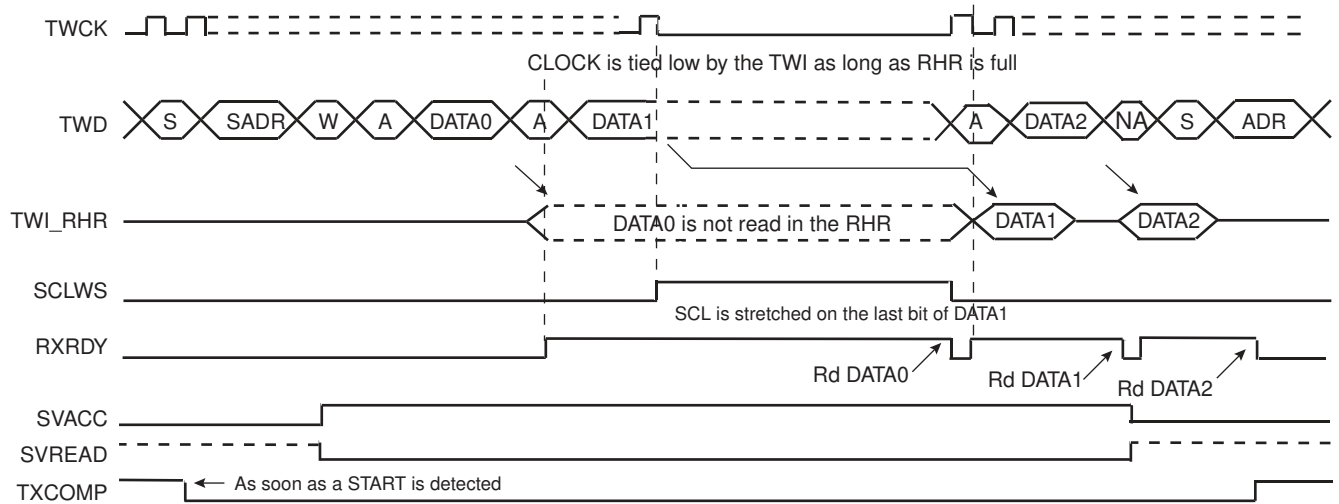 TWCK
CLOCK is tied low by the TWI as long as RHR is full
TWD S SADR W A DATA0 A DATA1 A DATA2 NA S ADR
TWI_RHR DATA0 is not read in the RHR DATA1 DATA2
SCLWS
SCL is stretched on the last bit of DATA1
RXRDY
Rd DATA0 Rd DATA1 Rd DATA2
SVACC
SVREAD
TXCOMP As soon as a START is detected